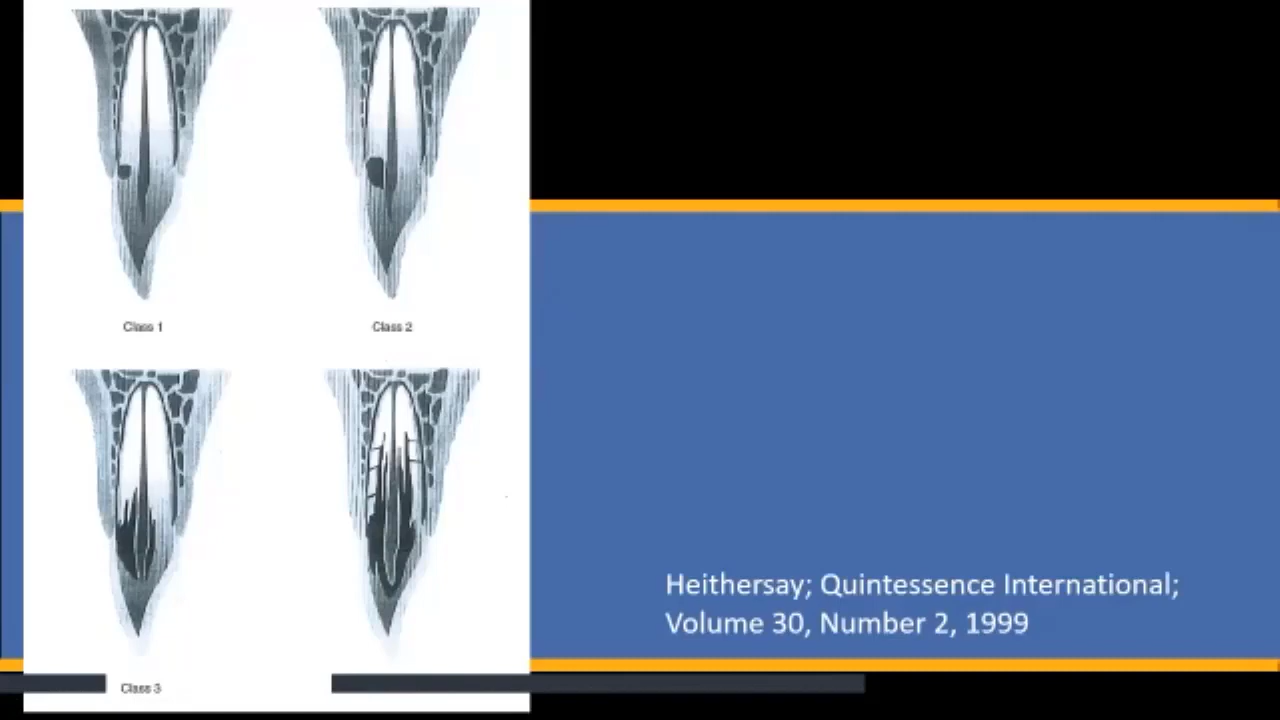 Class 1
Class 2
Class 3
Heithersay; Quintessence International;
Volume 30, Number 2, 1999